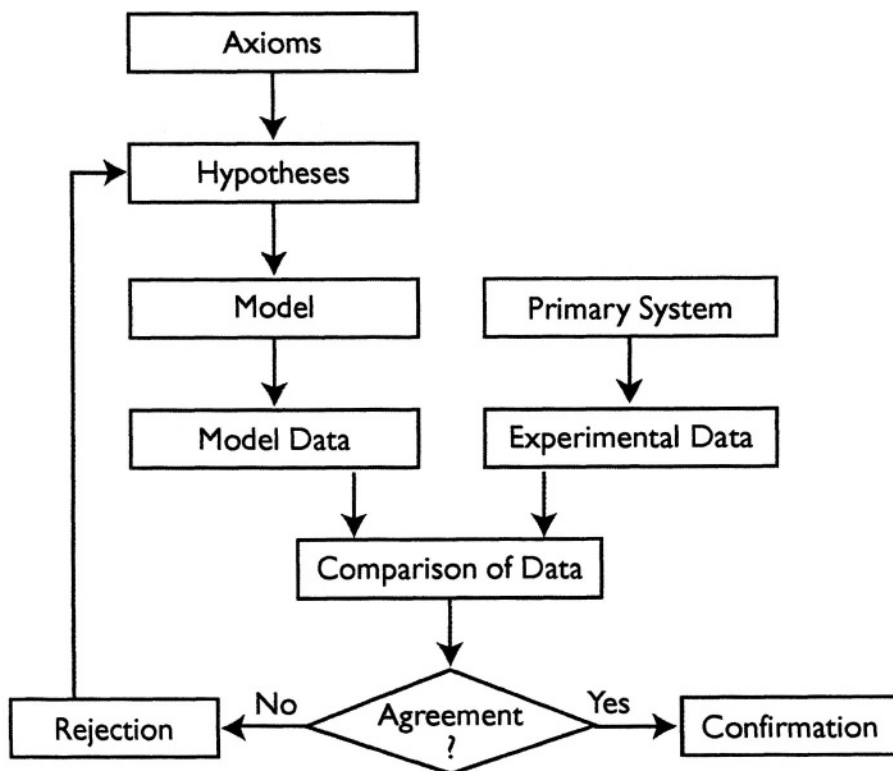 Axioms
Hypotheses
Model
Primary System
Model Data
Experimental Data
Comparison of Data
No
Yes
Rejection
Agreement
?
Confirmation